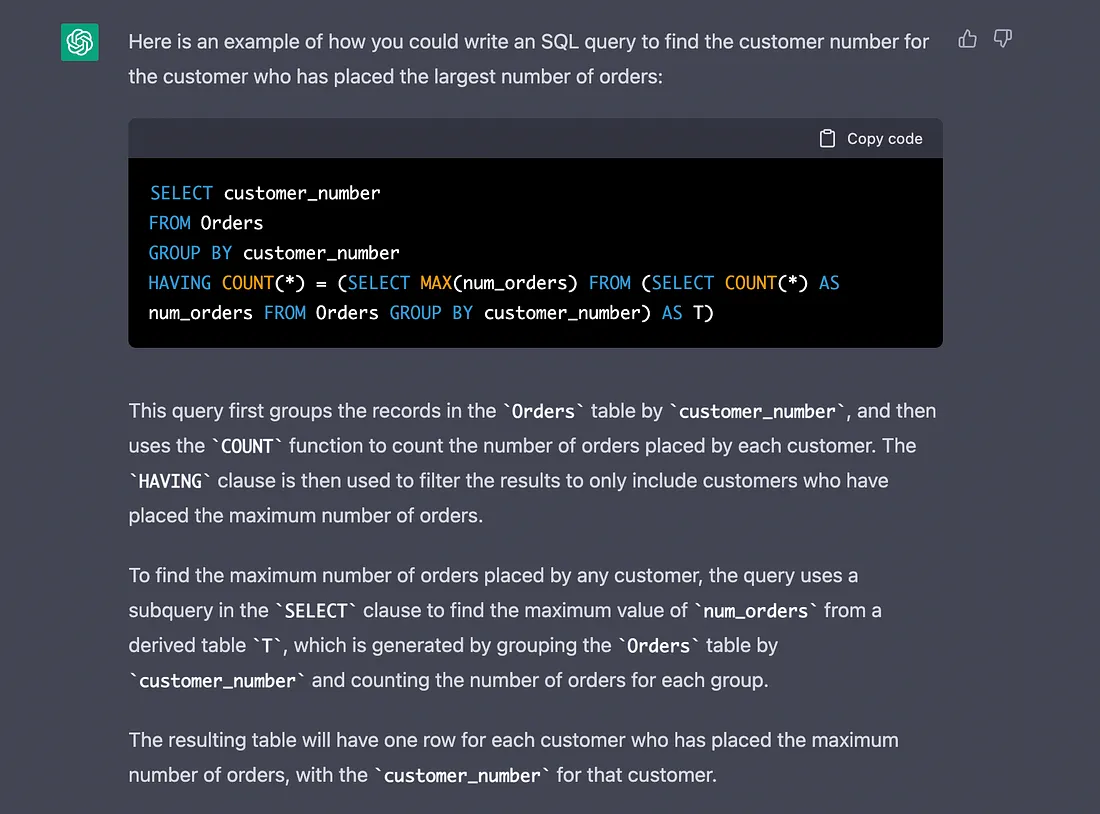 Here is an example of how you could write an SQL query to find the customer number for
the customer who has placed the largest number of orders:
Copy code
SELECT customer_number
FROM Orders
GROUP BY customer_number
HAVING COUNT(*) = (SELECT MAX(num_orders) FROM (SELECT COUNT(*) AS
num_orders FROM Orders GROUP BY customer_number) AS T)
This query first groups the records in the `Orders` table by `customer_number`, and then
uses the `COUNT` function to count the number of orders placed by each customer. The
`HAVING` clause is then used to filter the results to only include customers who have
placed the maximum number of orders.
To find the maximum number of orders placed by any customer, the query uses a
subquery in the `SELECT` clause to find the maximum value of `num_orders` from a
derived table `T`, which is generated by grouping the `Orders` table by
`customer_number` and counting the number of orders for each group.
The resulting table will have one row for each customer who has placed the maximum
number of orders, with the `customer_number` for that customer.